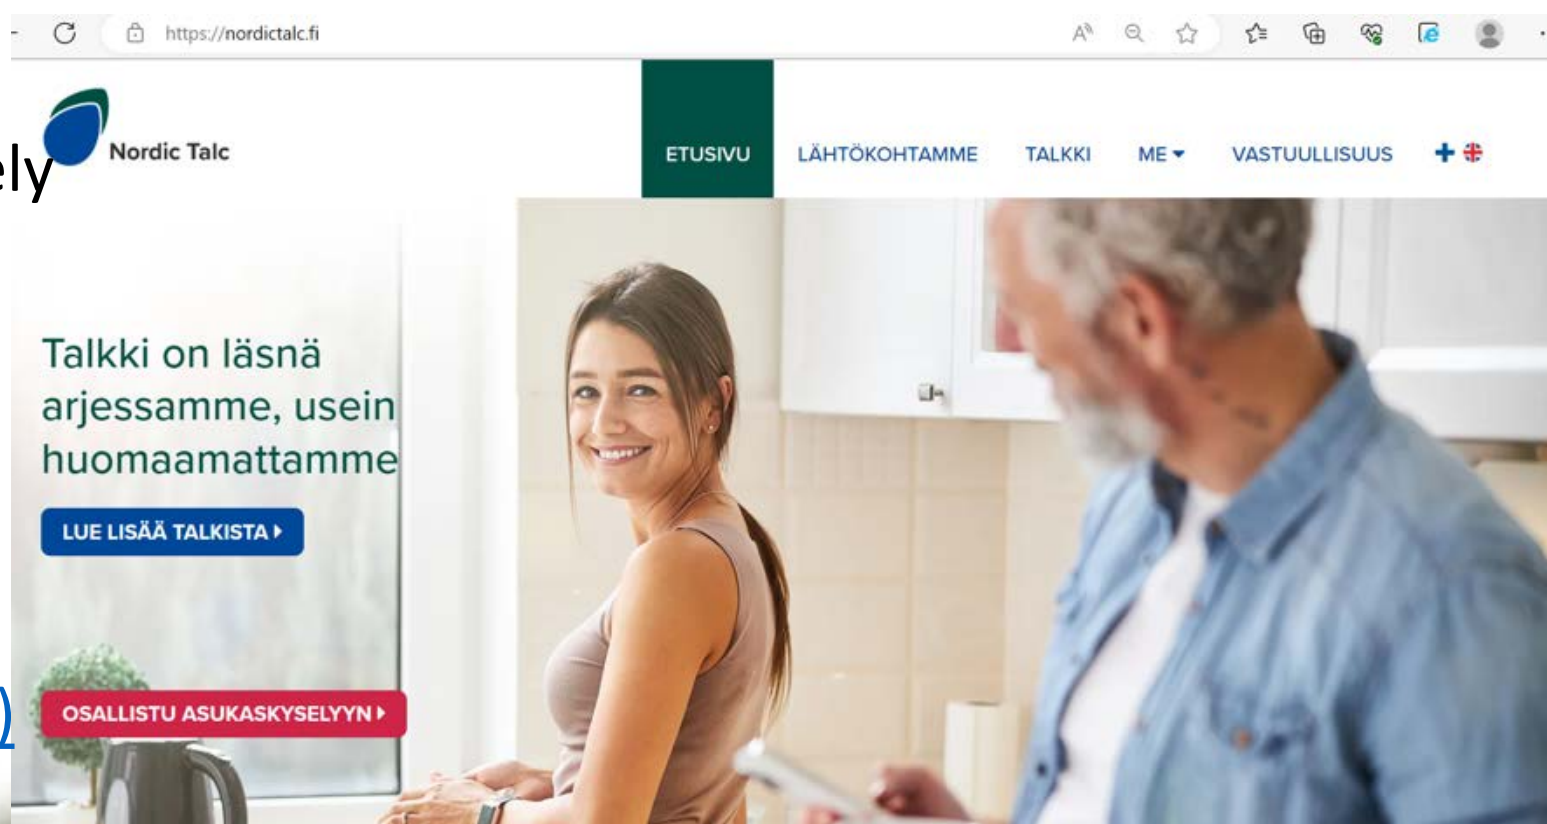 https://nordictalc.fi
Nordic Talc
ETUSIVU LÄHTÖKOHTAMME TALKKI ME VASTUULLISUUS
ely
Talkki on läsnä
arjessamme, usein
huomaamattamme
LUE LISÄÄ TALKISTA
OSALLISTU ASUKASKYSELYYN
)